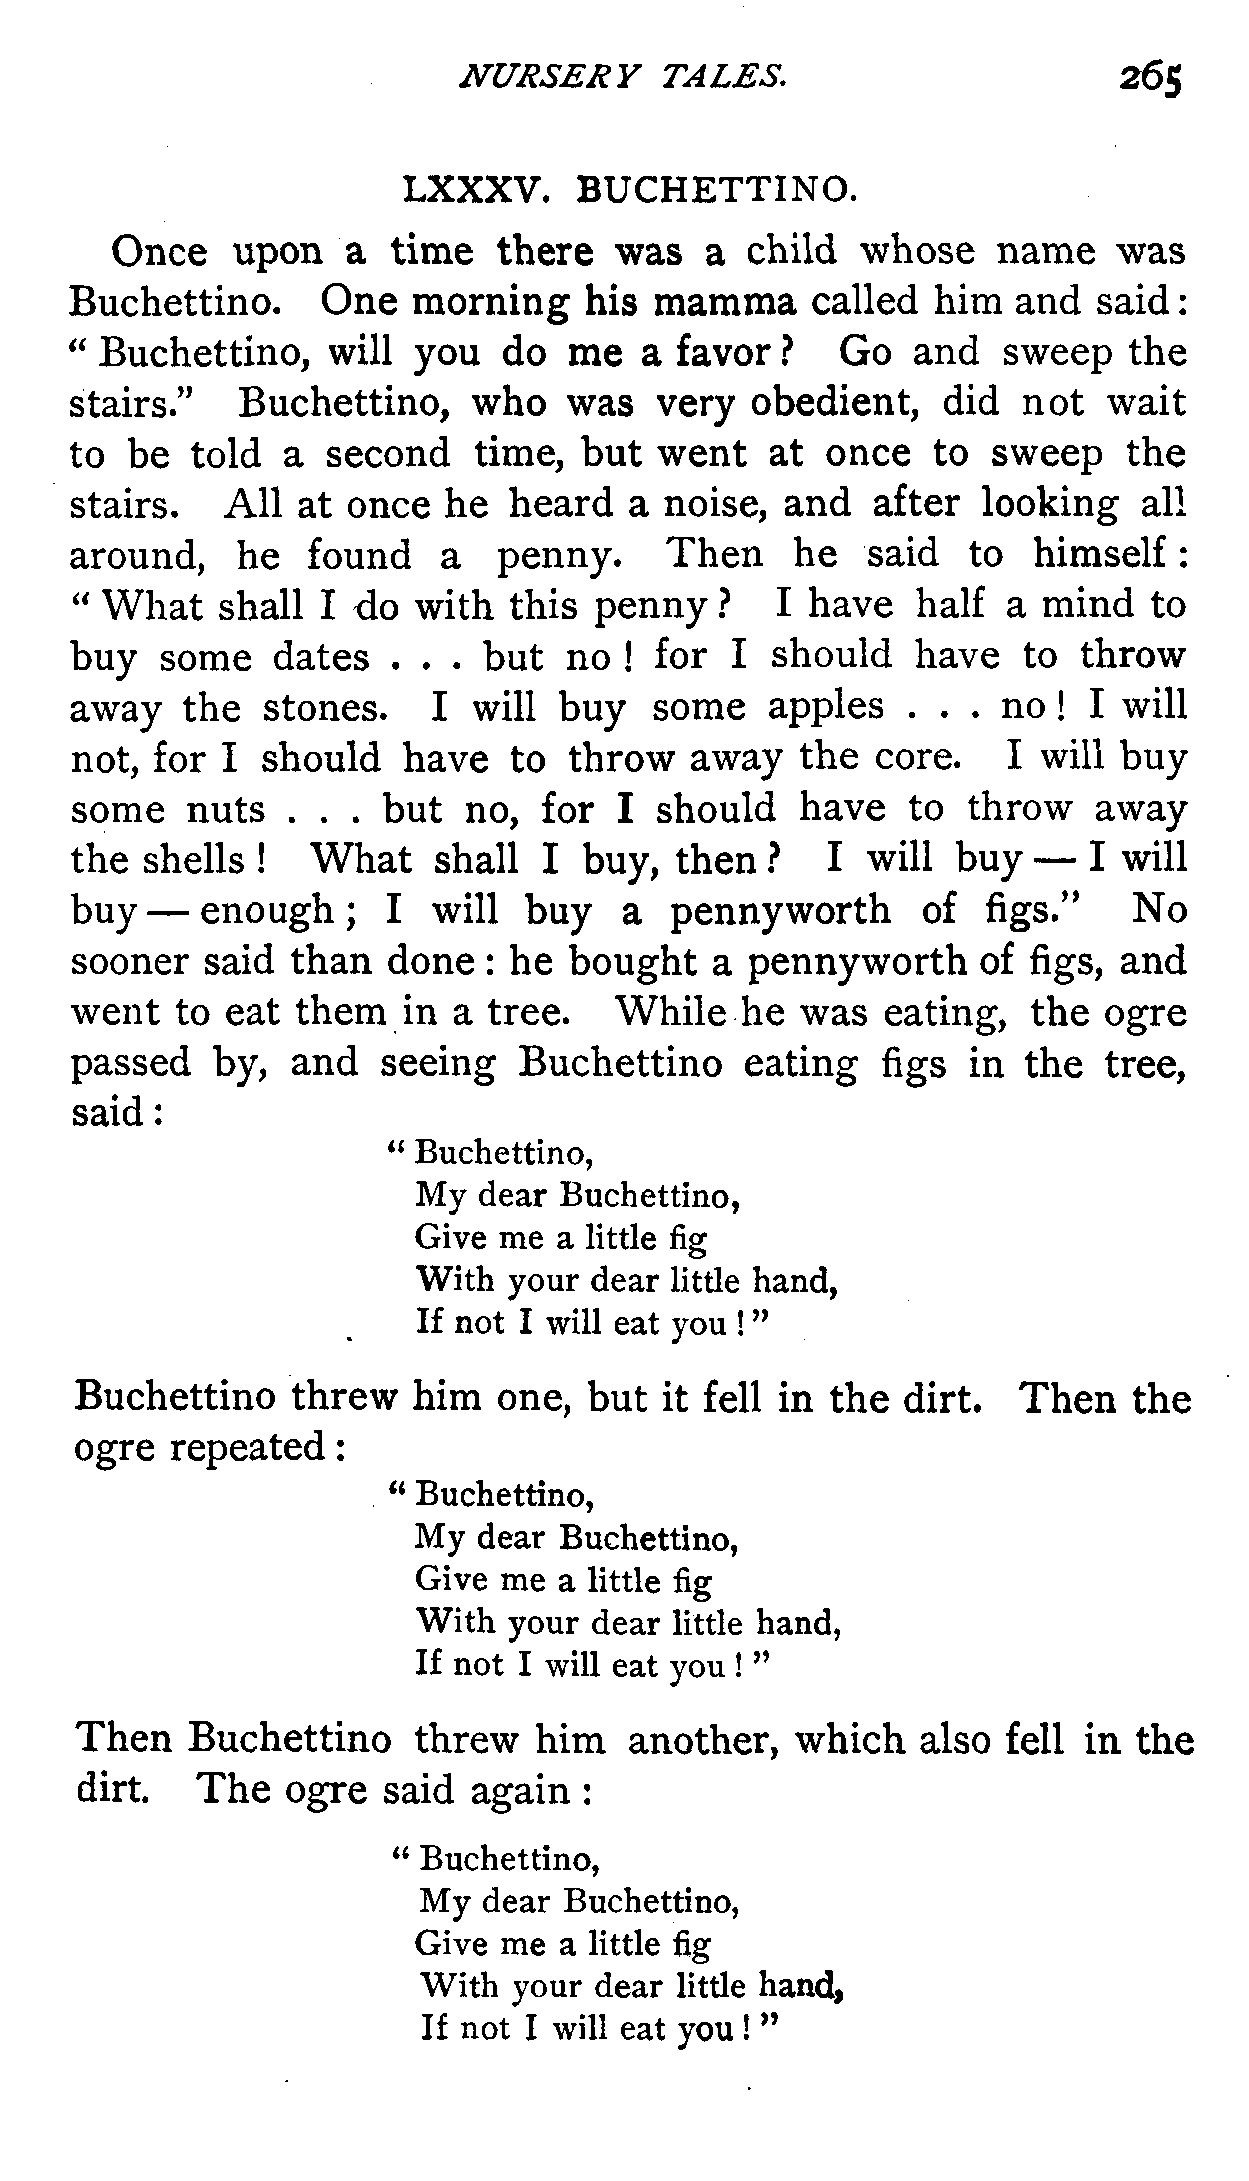 NURSERY TALES. 265
LXXXV. BUCHETTINO.
Once upon a time there was a child whose name was
Buchettino. One morning his mamma called him and said:
“ Buchettino, will you do me a favor? Go and sweep the
stairs.” Buchettino, who was very obedient, did not wait
to be told a second time, but went at once to sweep the
stairs. All at once he heard a noise, and after looking all
around, he found a penny. Then he said to himself:
“ What shall I do with this penny? I have half a mind to
buy some dates . . . but no! for I should have to throw
away the stones. I will buy some apples . . . no! I will
not, for I should have to throw away the core. I will buy
some nuts . . . but no, for I should have to throw away
the shells! What shall I buy, then? I will buy — I will
buy — enough; I will buy a pennyworth of figs.” No
sooner said than done: he bought a pennyworth of figs, and
went to eat them in a tree. While he was eating, the ogre
passed by, and seeing Buchettino eating figs in the tree,
said:
“ Buchettino,
My dear Buchettino,
Give me a little fig
With your dear little hand,
If not I will eat you!”
Buchettino threw him one, but it fell in the dirt. Then the
ogre repeated:
“ Buchettino,
My dear Buchettino,
Give me a little fig
With your dear little hand,
If not I will eat you!”
Then Buchettino threw him another, which also fell in the
dirt. The ogre said again:
“ Buchettino,
My dear Buchettino,
Give me a little fig
With your dear little hand,
If not I will eat you!”